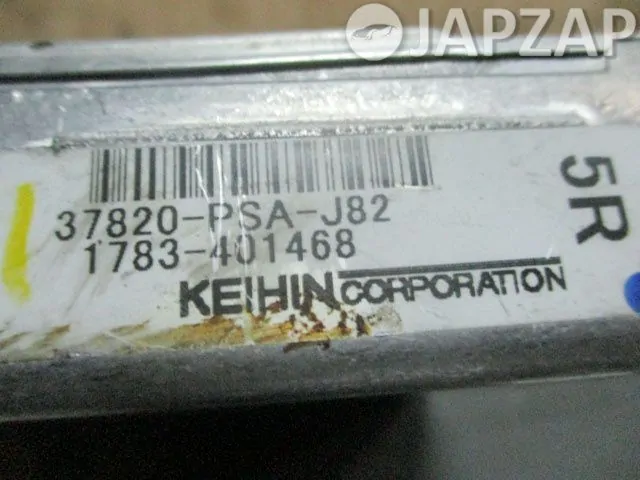 JAPZAP
37820-PSA-J82
1783-401468
KEIHIN CORPORATION
5R